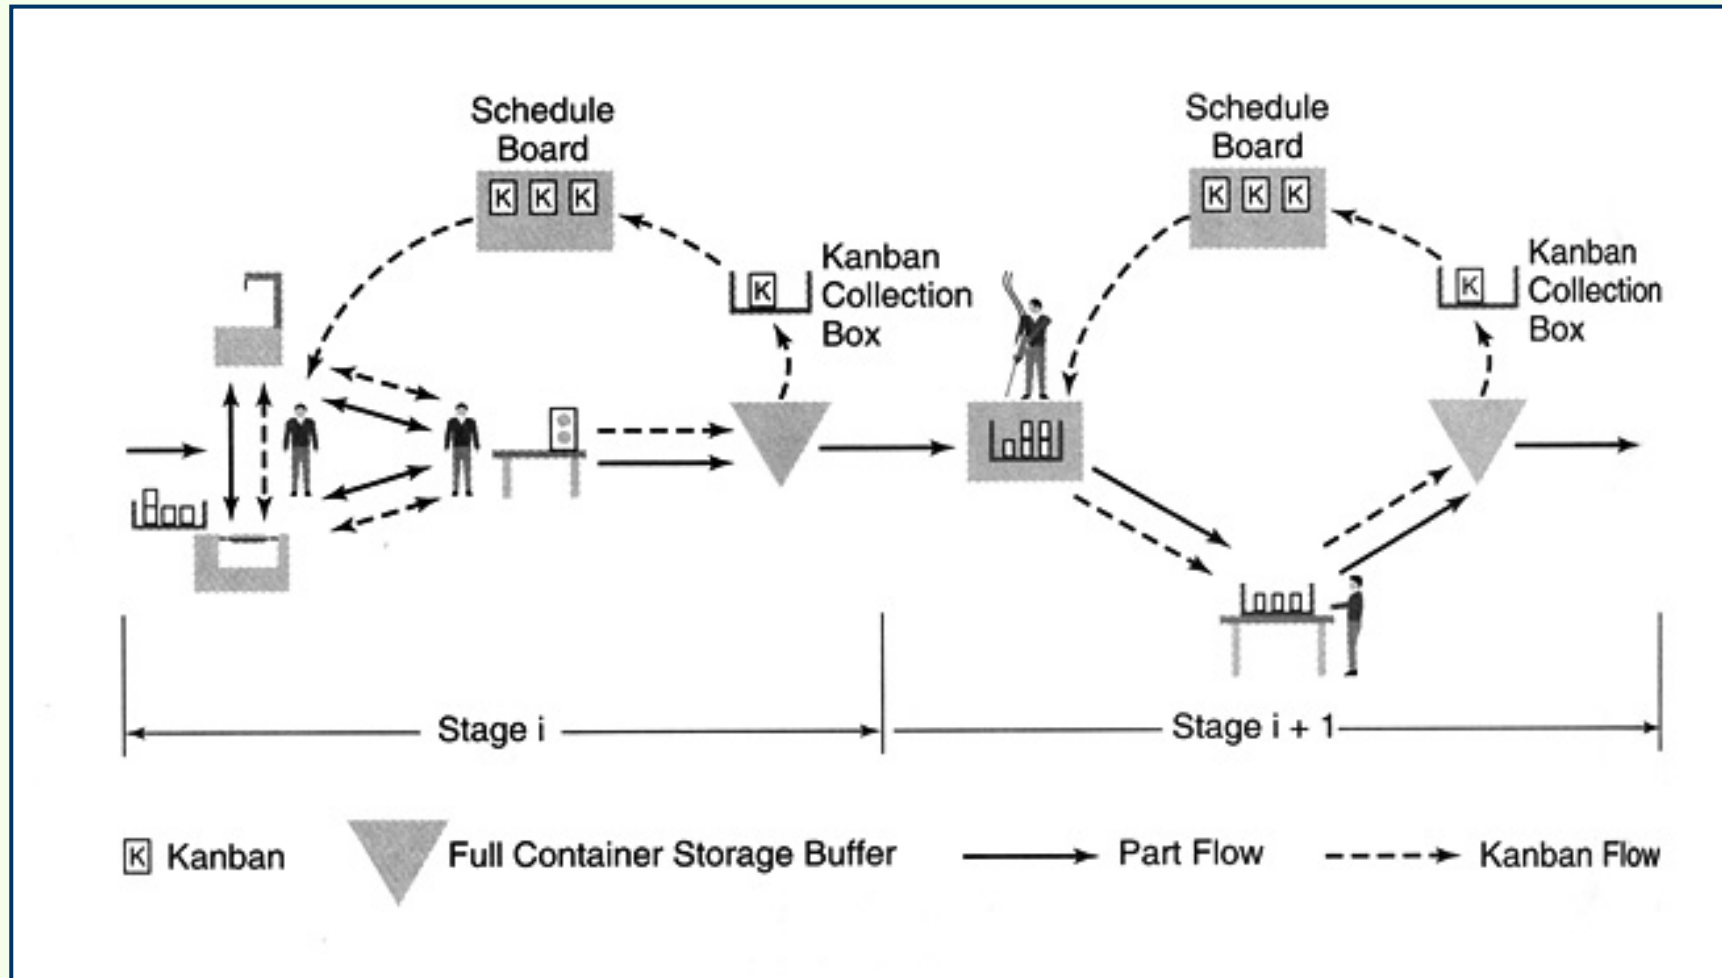 Schedule
Board
K K K
Kanban
Collection
Box
K
Schedule
Board
K K K
Kanban
Collection
Box
K
Stage i
Stage i + 1
K Kanban
Full Container Storage Buffer
Part Flow
Kanban Flow